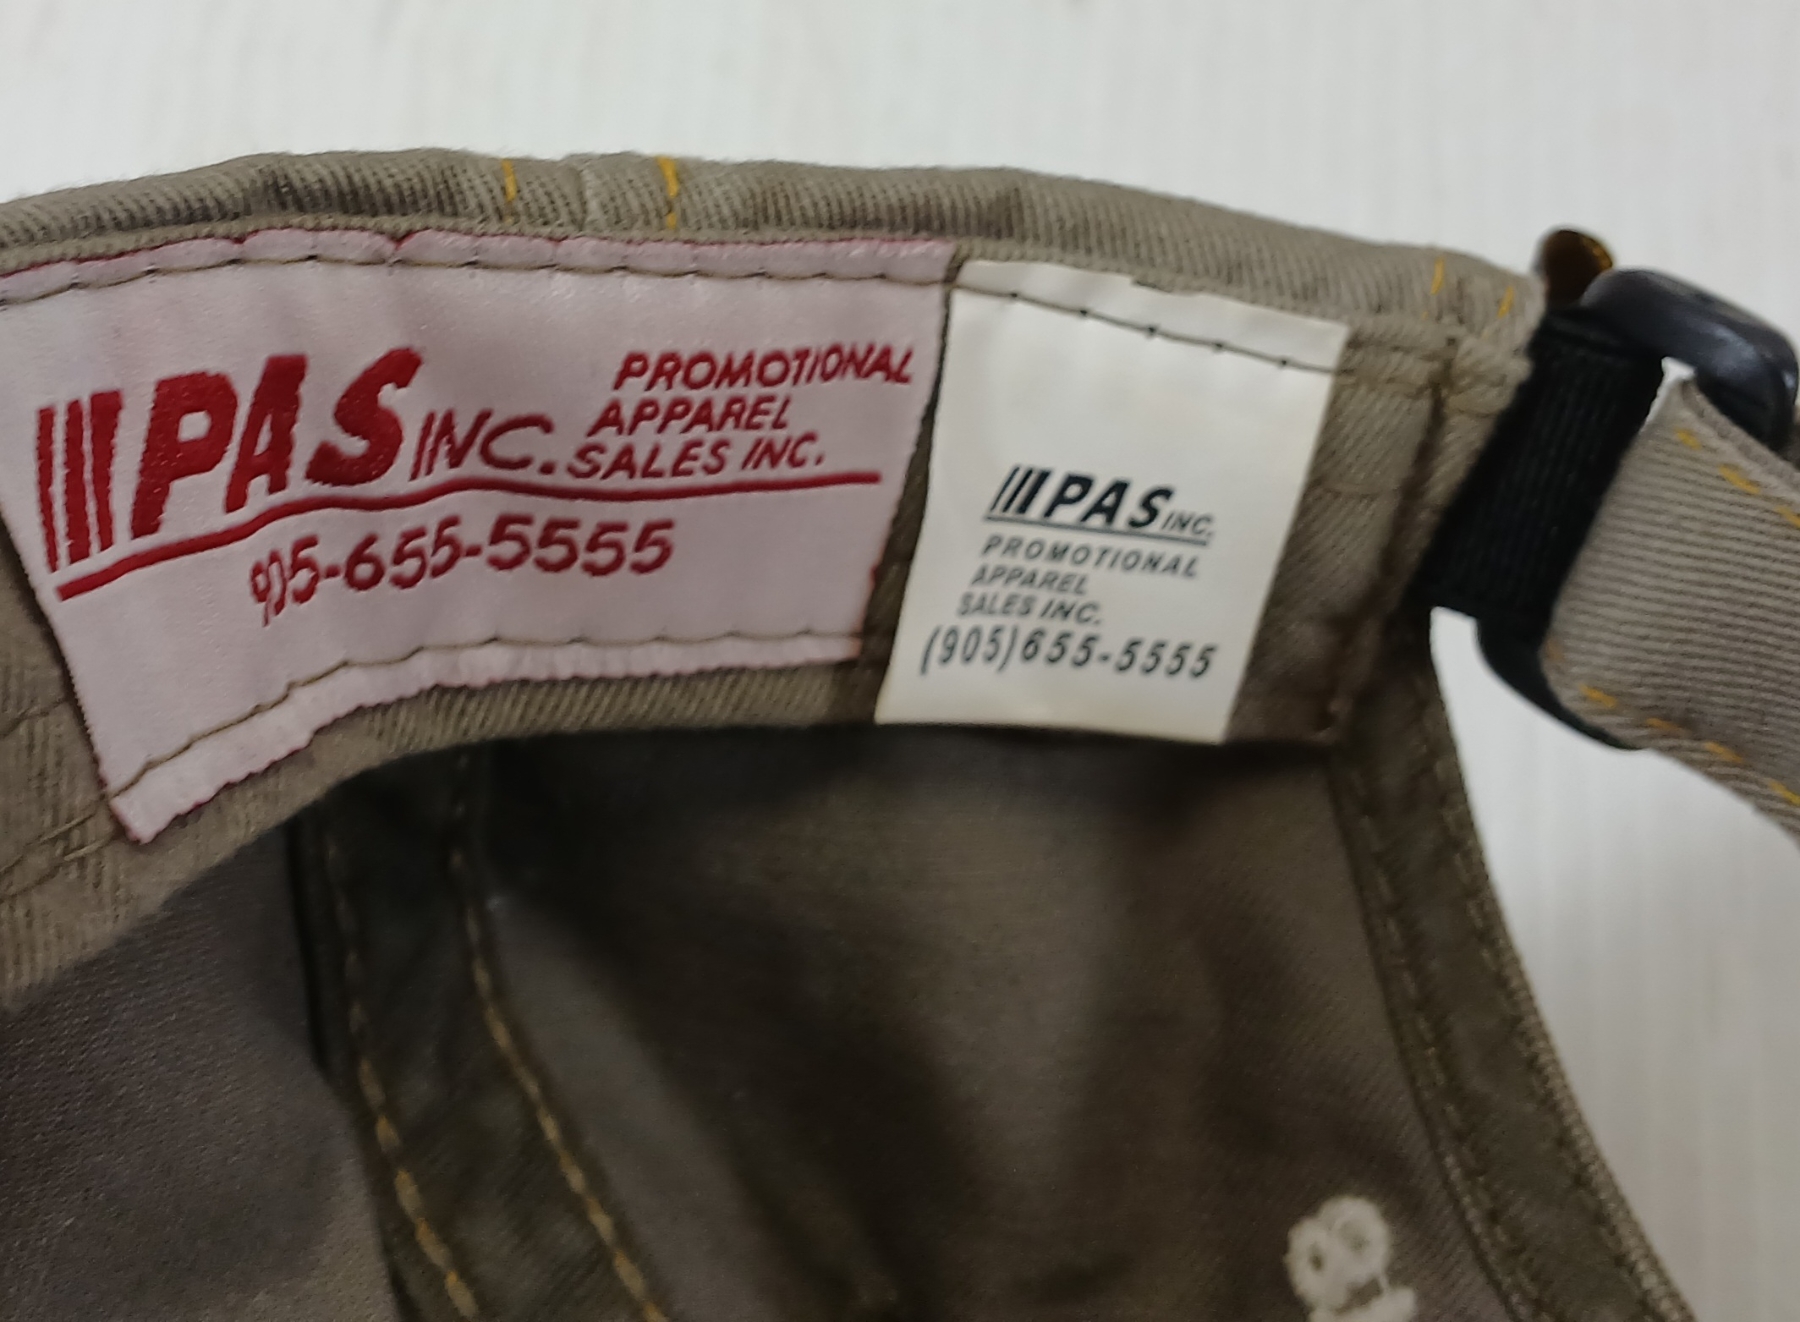 PAS INC. PROMOTIONAL
APPAREL
SALES INC.
905-655-5555
PAS INC.
PROMOTIONAL
APPAREL
SALES INC.
(905)655-5555